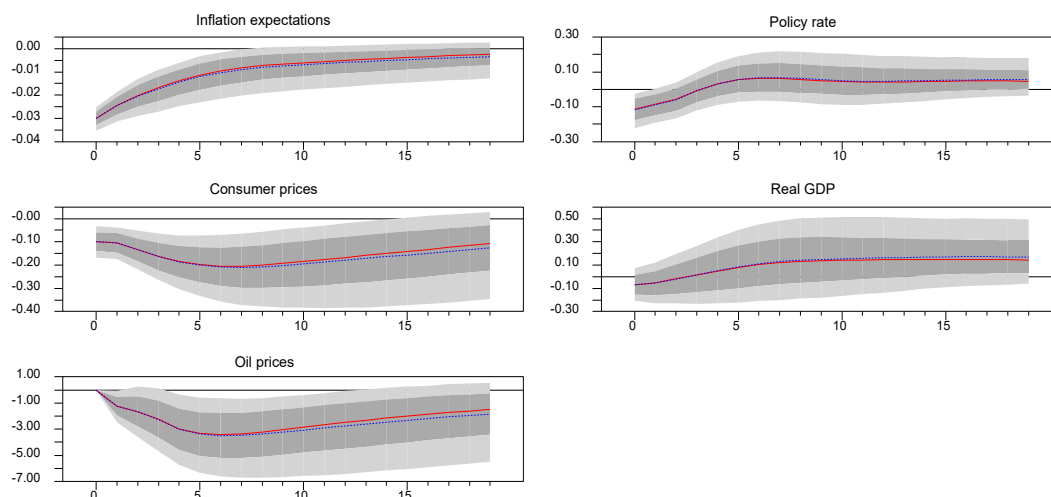 Inflation expectations
0.00
-0.01
-0.02
-0.03
-0.04
0 5 10 15
Policy rate
0.30
0.10
-0.10
-0.30
0 5 10 15
Consumer prices
-0.00
-0.10
-0.20
-0.30
-0.40
0 5 10 15
Real GDP
0.50
0.30
0.10
-0.10
-0.30
0 5 10 15
Oil prices
1.00
-1.00
-3.00
-5.00
-7.00
0 5 10 15